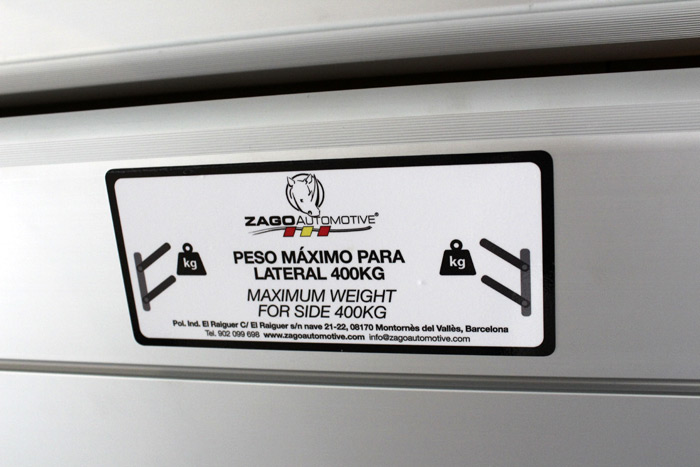 ZAGOAUTOMOTIVE®
PESO MÁXIMO PARA
LATERAL 400KG
kg
kg
MAXIMUM WEIGHT
FOR SIDE 400KG
Pol. Ind. El Raiguer C/ El Raiguer s/n nave 21-22, 08170 Montornès del Vallès, Barcelona
Tel. 902 099 698 www.zagoautomotive.com info@zagoautomotive.com